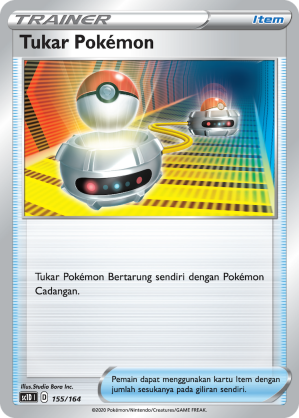 TRAINER Item
Tukar Pokémon
Tukar Pokémon Bertarung sendiri dengan Pokémon
Cadangan.
Illus. Studio Bora Inc.
Pemain dapat menggunakan kartu Item dengan
jumlah sesukanya pada giliran sendiri.
sc1D I D 155/164
©2020 Pokémon/Nintendo/Creatures/GAME FREAK.